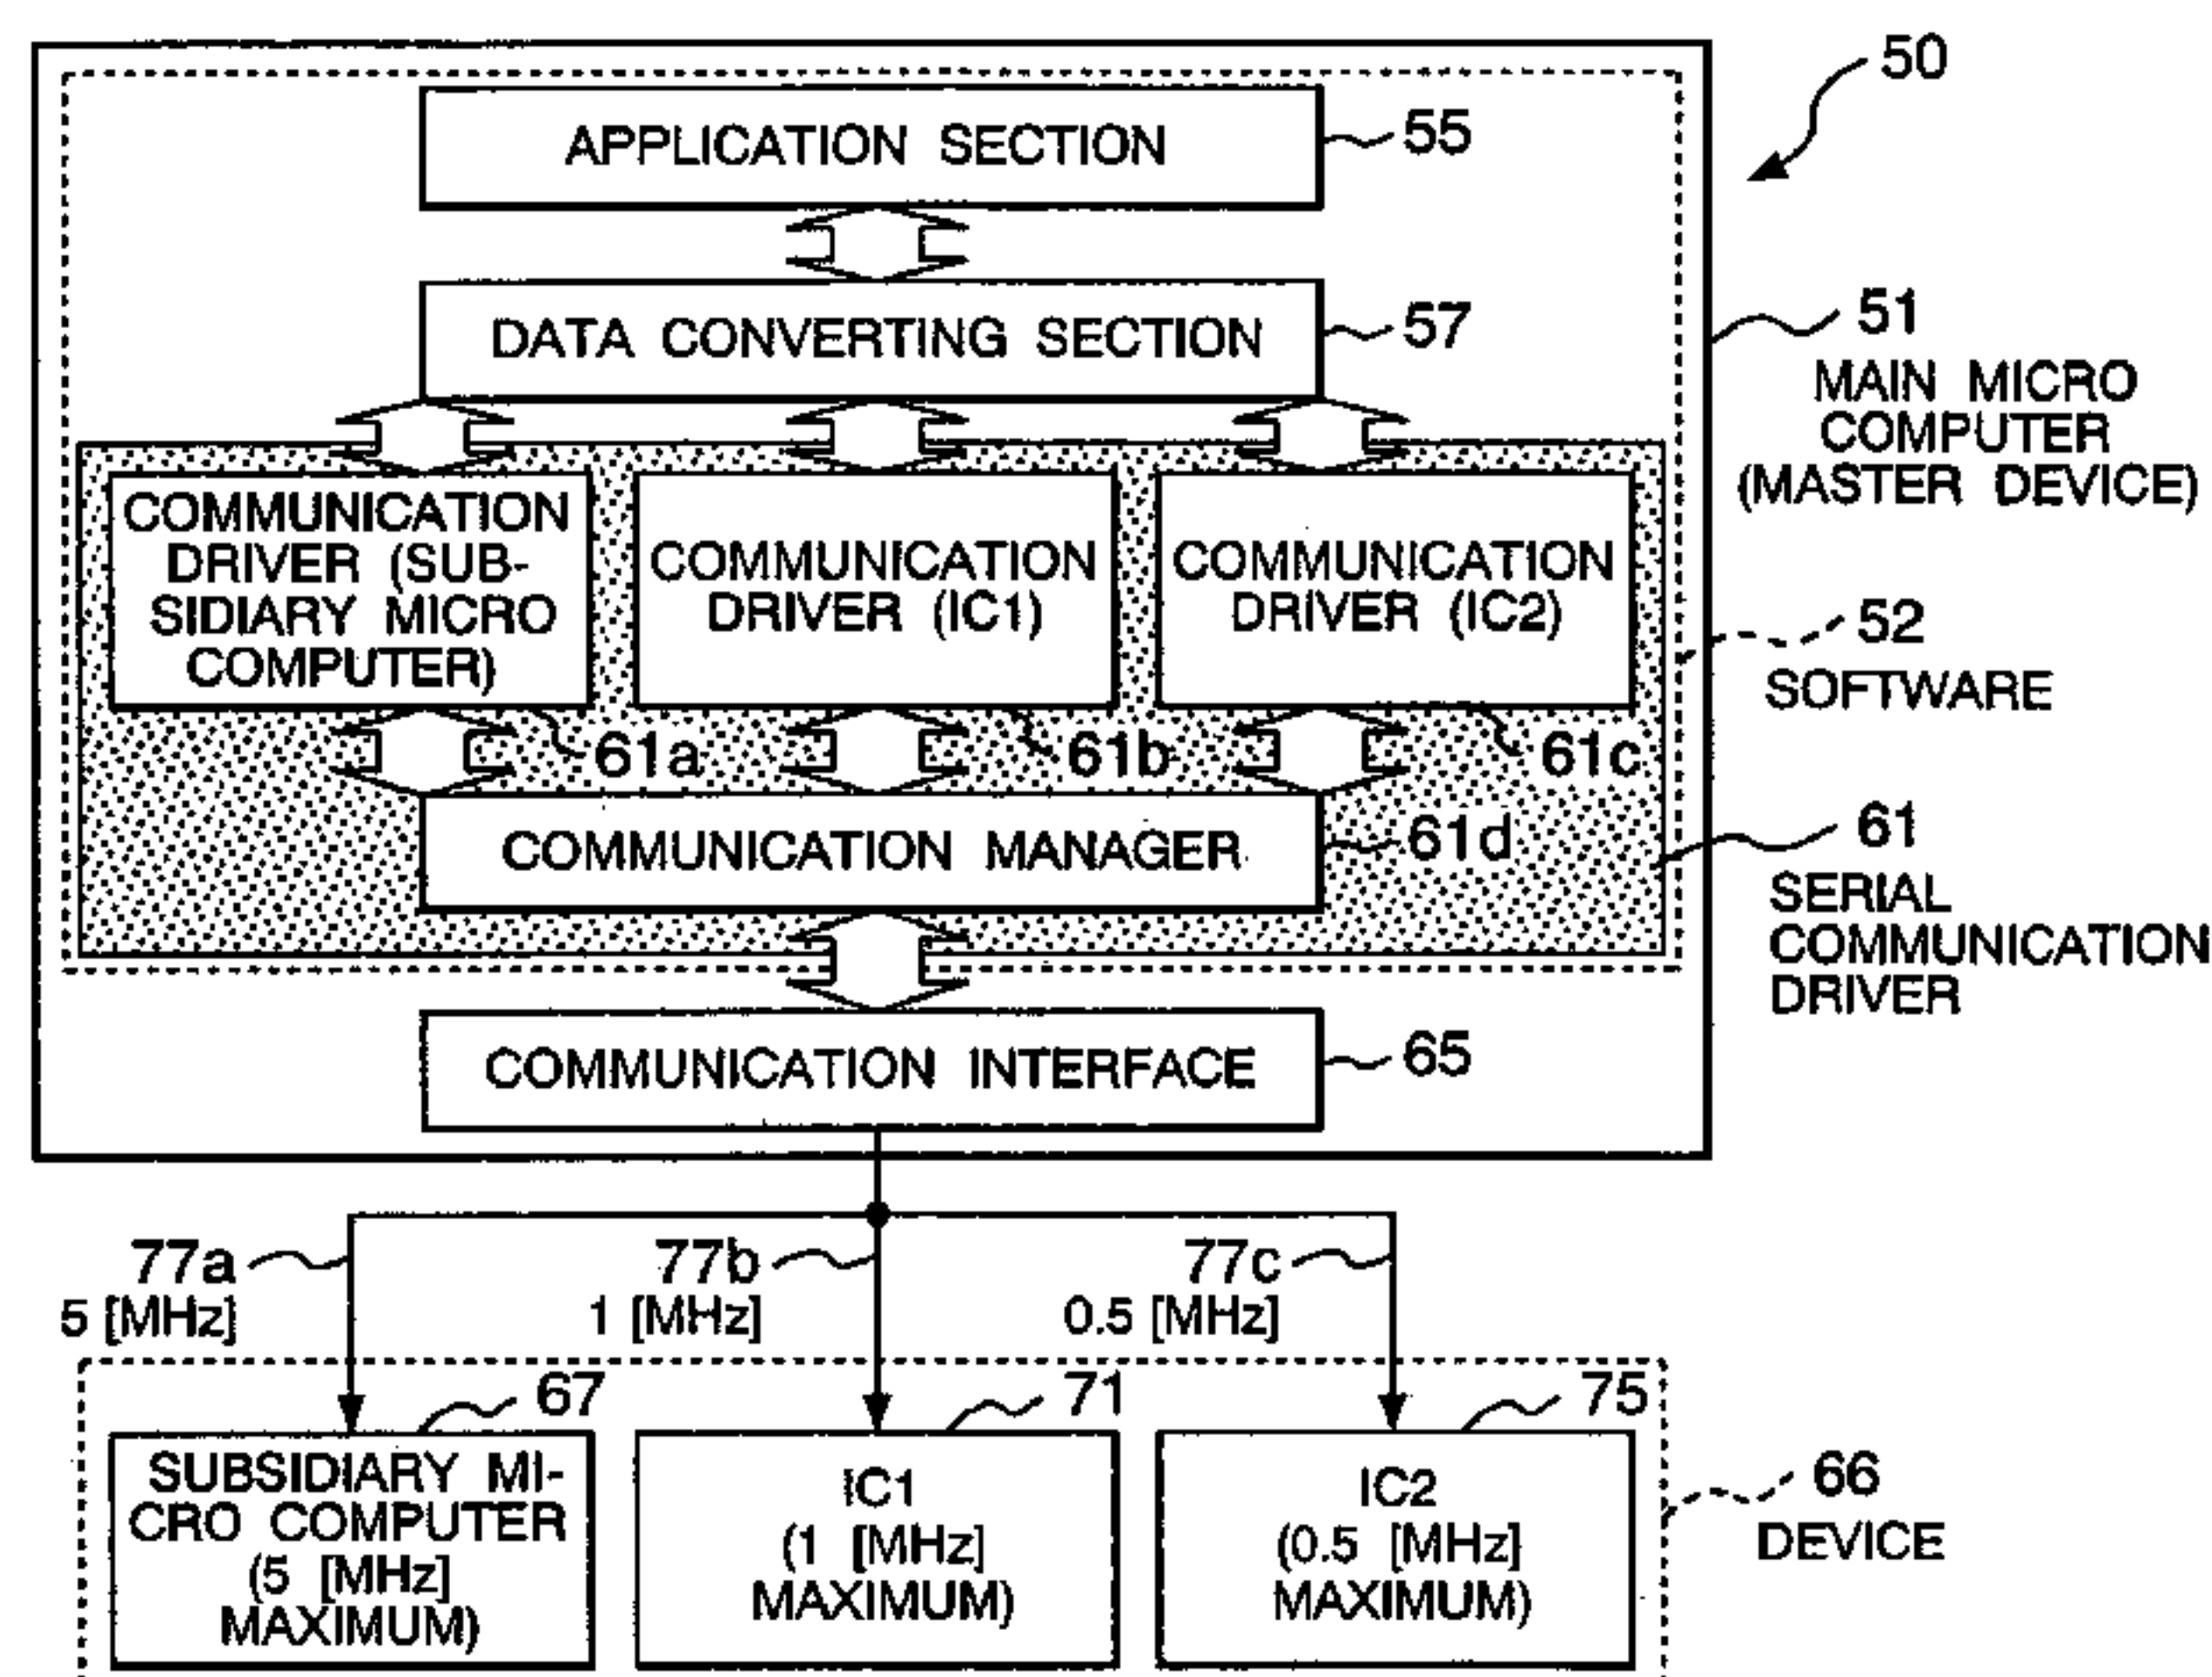 50
APPLICATION SECTION
55
DATA CONVERTING SECTION
57
51
MAIN MICRO
COMPUTER
(MASTER DEVICE)
COMMUNICATION
DRIVER (SUB-
SIDIARY MICRO
COMPUTER)
COMMUNICATION
DRIVER (IC1)
COMMUNICATION
DRIVER (IC2)
52
SOFTWARE
61a
61b
61c
COMMUNICATION MANAGER
61d
61
SERIAL
COMMUNICATION
DRIVER
COMMUNICATION INTERFACE
65
77a
5 [MHz]
77b
1 [MHz]
77c
0.5 [MHz]
67
71
75
SUBSIDIARY MI-
CRO COMPUTER
(5 [MHz]
MAXIMUM)
IC1
(1 [MHz]
MAXIMUM)
IC2
(0.5 [MHz]
MAXIMUM)
66
DEVICE